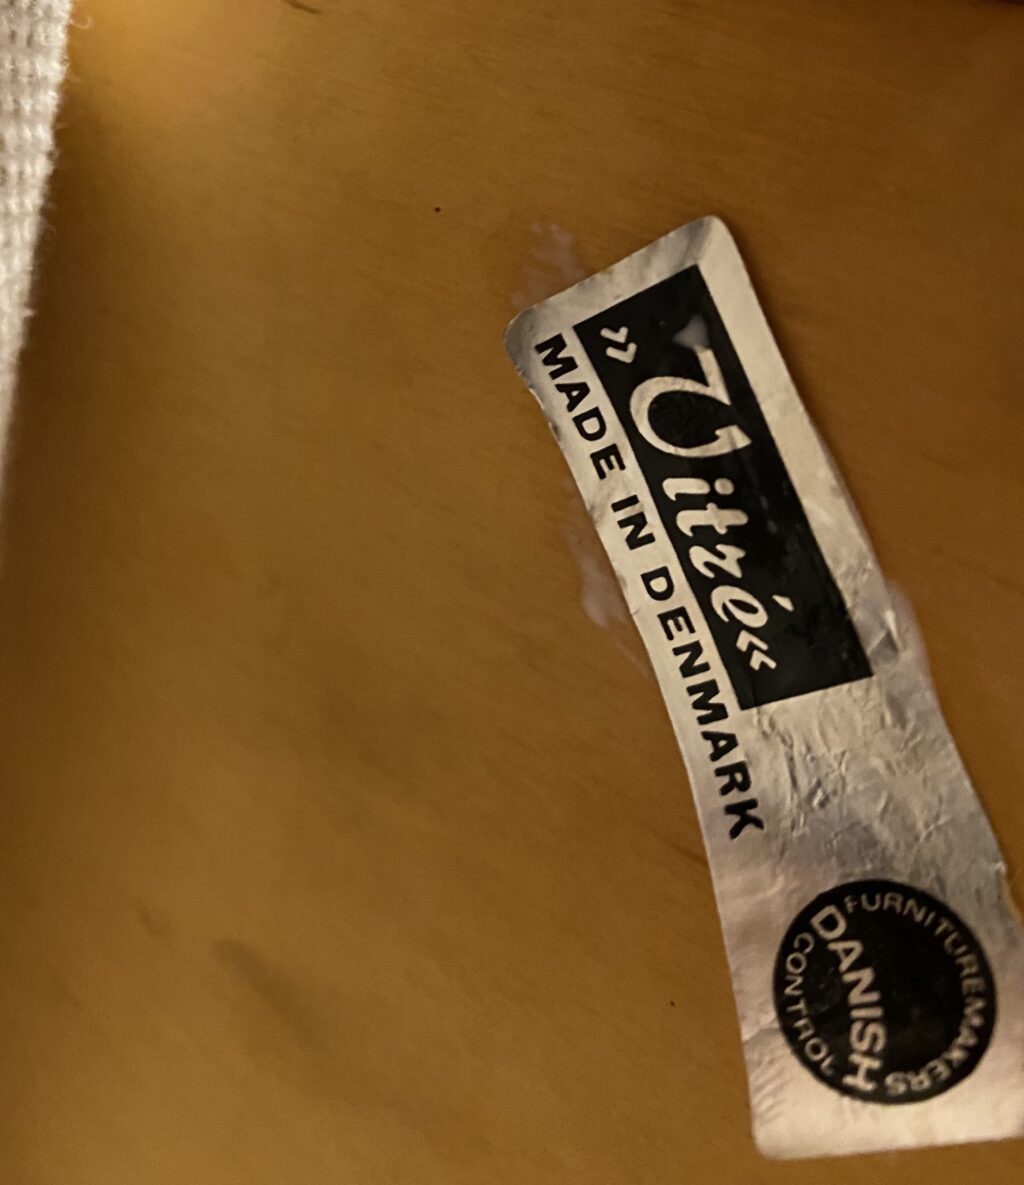 »Vitré«
MADE IN DENMARK
FURNITUREMAKERS
DANISH
CONTROL